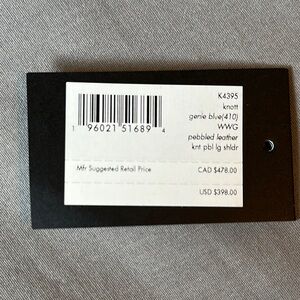 K4395
knott
genie blue(410)
WWG
pebbled leather
knt pbl lg shldr
1 96021 51689 4
Mfr Suggested Retail Price CAD $478.00
USD $398.00